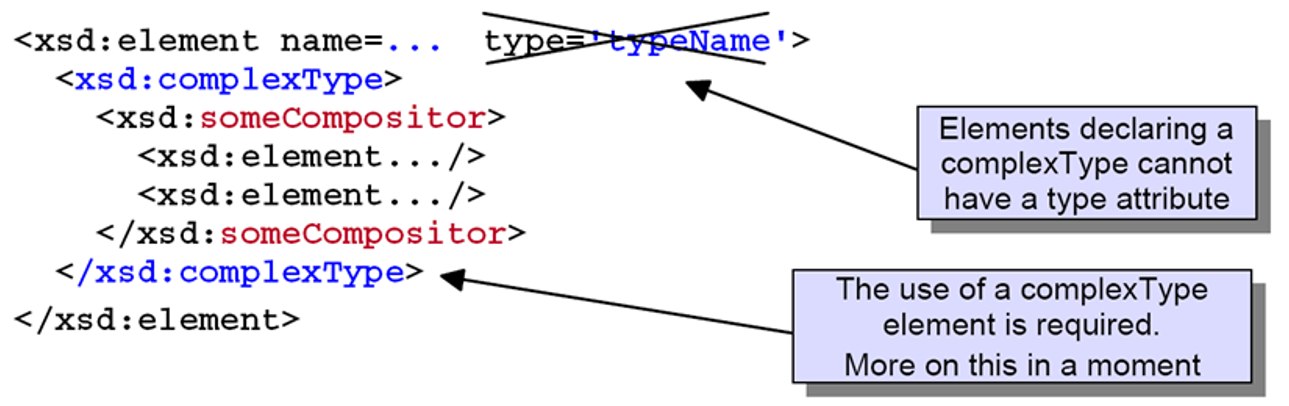 <xsd:element name=... type='typeName'>
<xsd:complexType>
<xsd:someCompositor>
<xsd:element.../>
<xsd:element.../>
</xsd:someCompositor>
</xsd:complexType>
</xsd:element>
Elements declaring a
complexType cannot
have a type attribute
The use of a complexType
element is required.
More on this in a moment